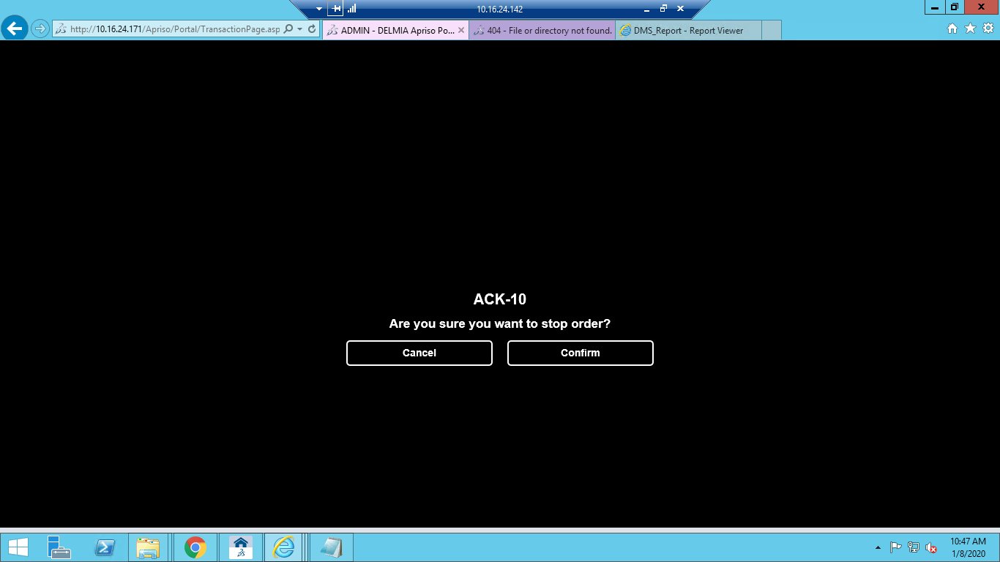 10.16.24.142
http://10.16.24.171/Apriso/Portal/TransactionPage.asp
ADMIN - DELMIA Apriso Po...
404 - File or directory not found.
DMS_Report - Report Viewer
ACK-10
Are you sure you want to stop order?
Cancel
Confirm
10:47 AM
1/8/2020